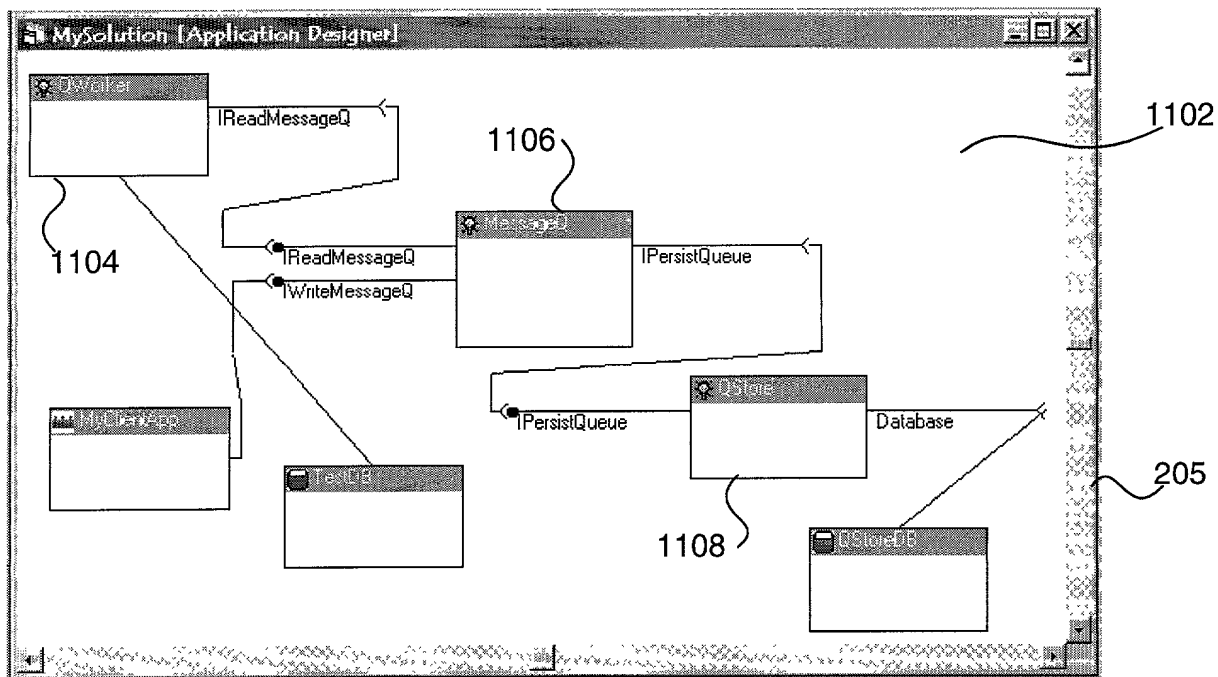 MySolution [Application Designer]
QWorker
IReadMessageQ
1102
1106
MessageQ
1104
IReadMessageQ
IPersistQueue
IWriteMessageQ
QStore
MyClientApp
IPersistQueue
Database
TestDB
205
1108
QStoreDB